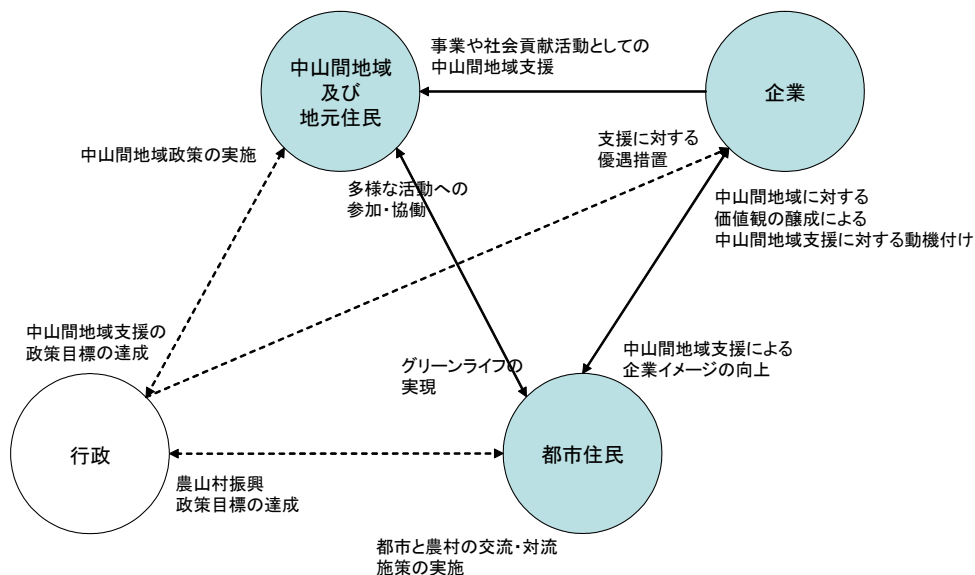 事業や社会貢献活動としての
中山間地域支援
中山間地域
及び
地元住民
企業
中山間地域政策の実施
支援に対する
優遇措置
多様な活動への
参加・協働
中山間地域に対する
価値観の醸成による
中山間地域支援に対する動機付け
中山間地域支援の
政策目標の達成
グリーンライフの
実現
中山間地域支援による
企業イメージの向上
行政
都市住民
農山村振興
政策目標の達成
都市と農村の交流・対流
施策の実施